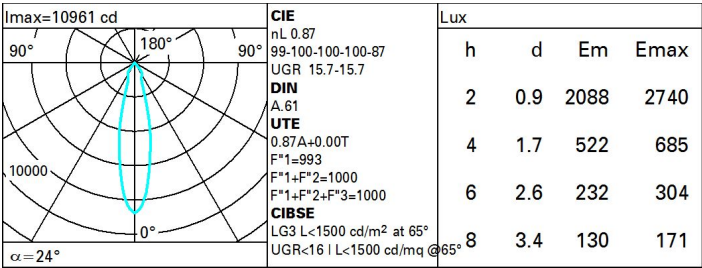 Imax=10961 cd
90° 180° 90°
10000
0°
α=24°
CIE
nL 0.87
99-100-100-100-87
UGR 15.7-15.7
DIN
A.61
UTE
0.87A+0.00T
F"1=993
F"1+F"2=1000
F"1+F"2+F"3=1000
CIBSE
LG3 L<1500 cd/m² at 65°
UGR<16 | L<1500 cd/mq @65°
Lux
h d Em Emax
2 0.9 2088 2740
4 1.7 522 685
6 2.6 232 304
8 3.4 130 171